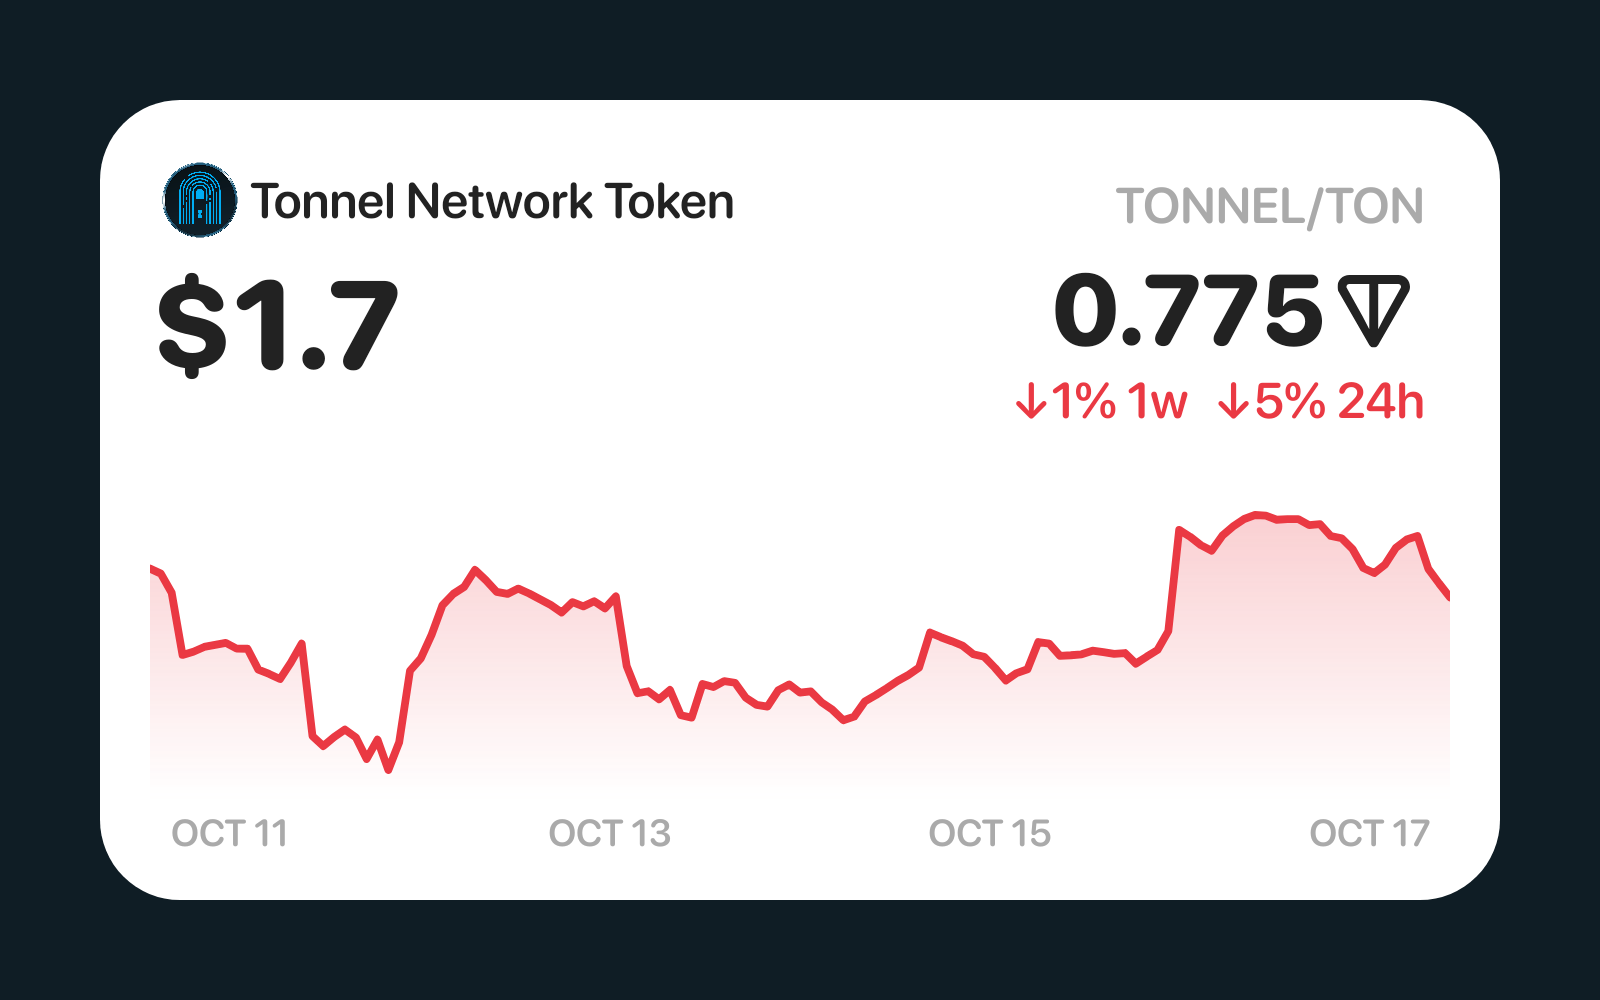 Tonnel Network Token
TONNEL/TON
$1.7
0.775
↓1% 1w ↓5% 24h
OCT 11 OCT 13 OCT 15 OCT 17